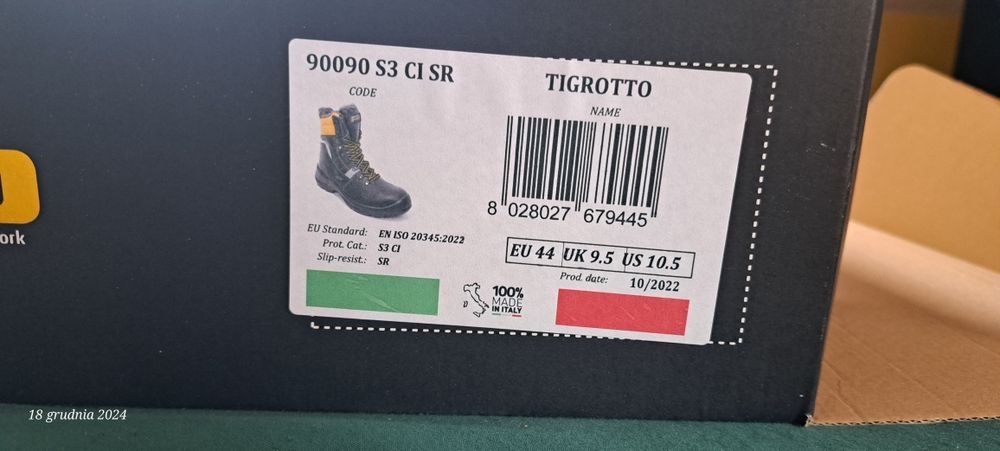 90090 S3 CI SR
CODE
TIGROTTO
NAME
8 028027 679445
EU Standard: EN ISO 20345:2022
Prot. Cat.: S3 CI
Slip-resist.: SR
EU 44 UK 9.5 US 10.5
Prod. date: 10/2022
100%
MADE
IN ITALY
ork
18 grudnia 2024